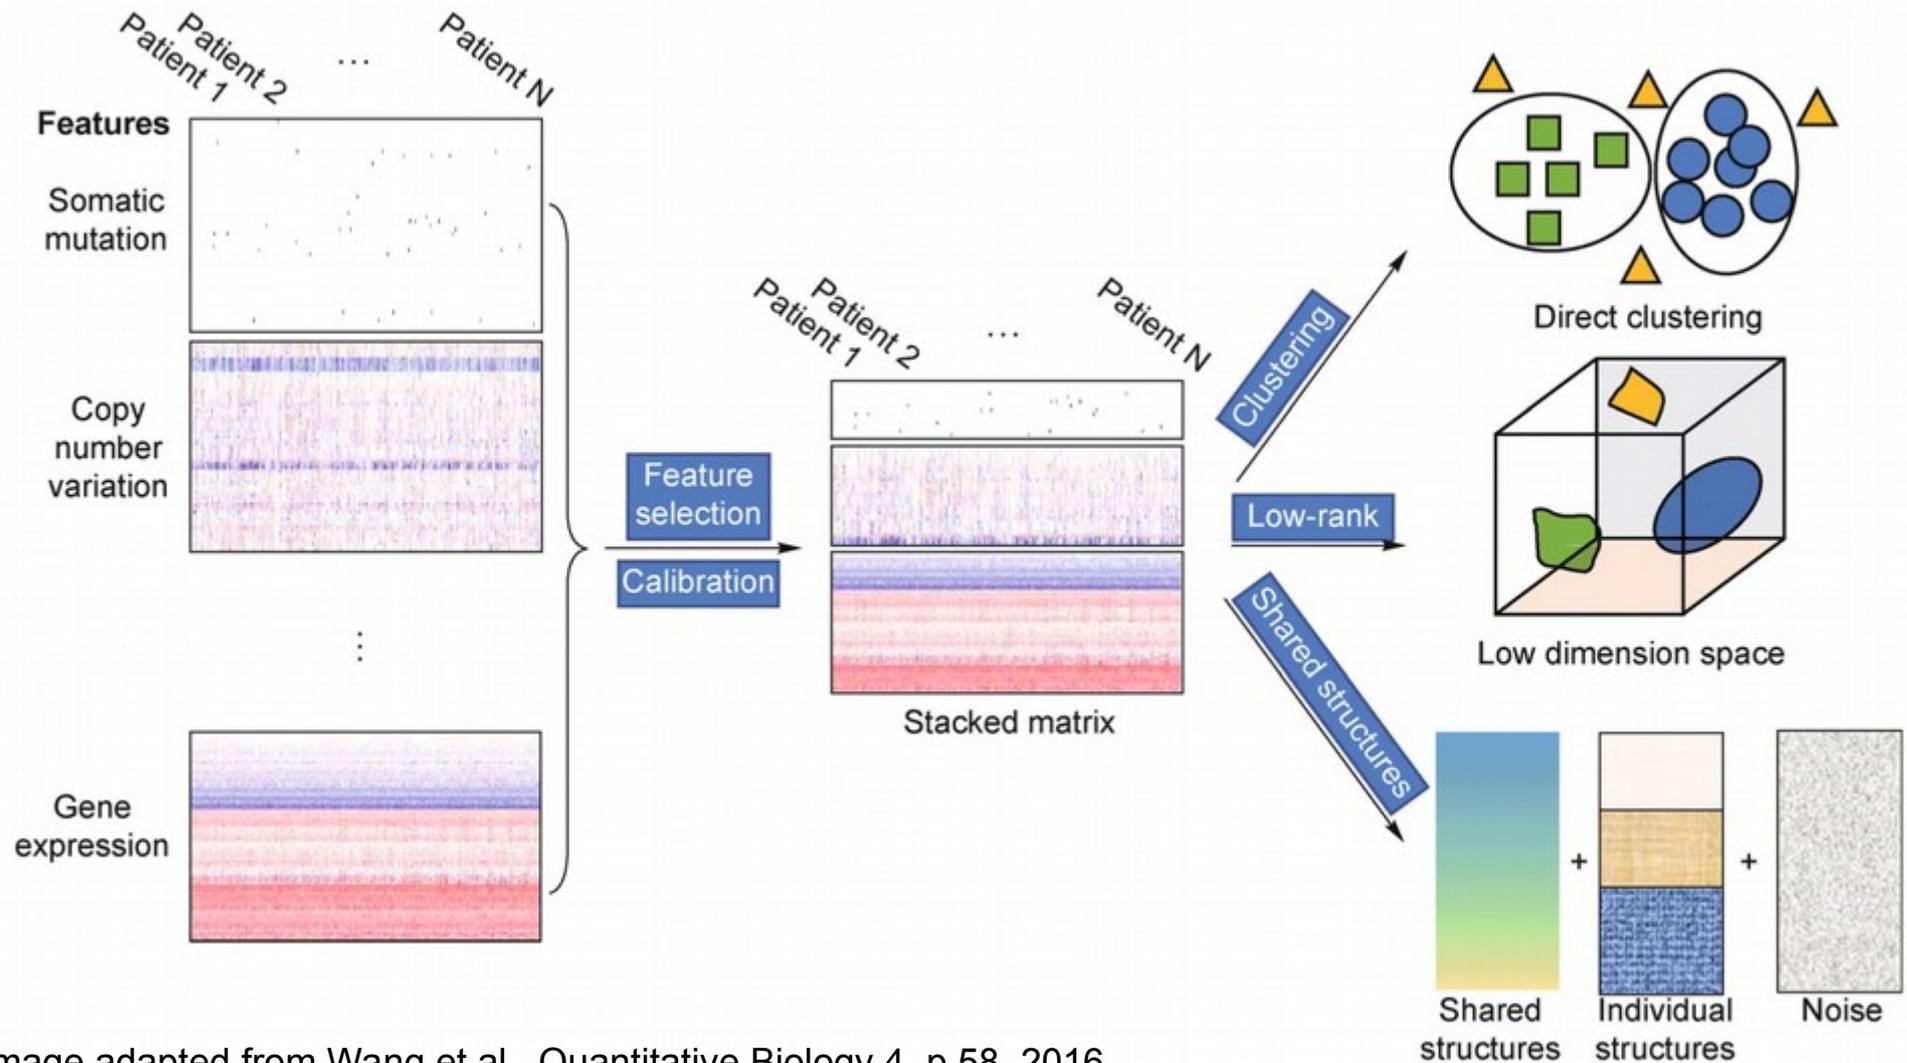 Patient 1
Patient 2
...
Patient N
Features
Somatic
mutation
Copy
number
variation
Gene
expression
Feature
selection
Calibration
Patient 1
Patient 2
...
Patient N
Stacked matrix
Clustering
Low-rank
Shared structures
Direct clustering
Low dimension space
+
+
Shared
structures
Individual
structures
Noise
adapted from Wang et al., Quantitative Biology 4, p.58, 2016